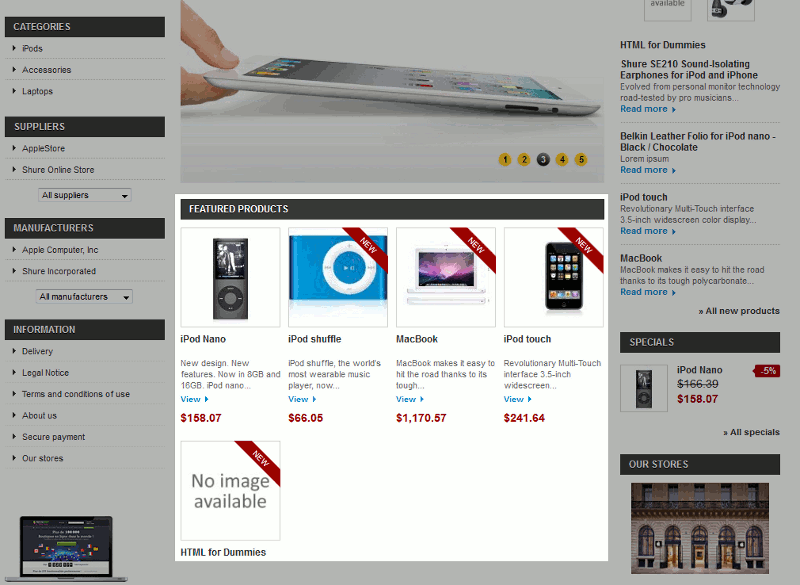 CATEGORIES
iPods
Accessories
Laptops
SUPPLIERS
AppleStore
Shure Online Store
All suppliers
MANUFACTURERS
Apple Computer, Inc
Shure Incorporated
All manufacturers
INFORMATION
Delivery
Legal Notice
Terms and conditions of use
About us
Secure payment
Our stores
1 2 3 4 5
FEATURED PRODUCTS
NEW
NEW
NEW
iPod Nano
New design. New
features. Now in 8GB and
16GB. iPod nano...
View
$158.07
iPod shuffle
iPod shuffle, the world's
most wearable music
player, now...
View
$66.05
MacBook
MacBook makes it easy to
hit the road thanks to its
tough...
View
$1,170.57
iPod touch
Revolutionary Multi-Touch
interface 3.5-inch
widescreen...
View
$241.64
NEW
No image
available
HTML for Dummies
available
HTML for Dummies
Shure SE210 Sound-Isolating
Earphones for iPod and iPhone
Evolved from personal monitor technology
road-tested by pro musicians...
Read more
Belkin Leather Folio for iPod nano -
Black / Chocolate
Lorem ipsum
Read more
iPod touch
Revolutionary Multi-Touch interface
3.5-inch widescreen color display...
Read more
MacBook
MacBook makes it easy to hit the road
thanks to its tough polycarbonate...
Read more
» All new products
SPECIALS
iPod Nano
-5%
$166.39
$158.07
» All specials
OUR STORES